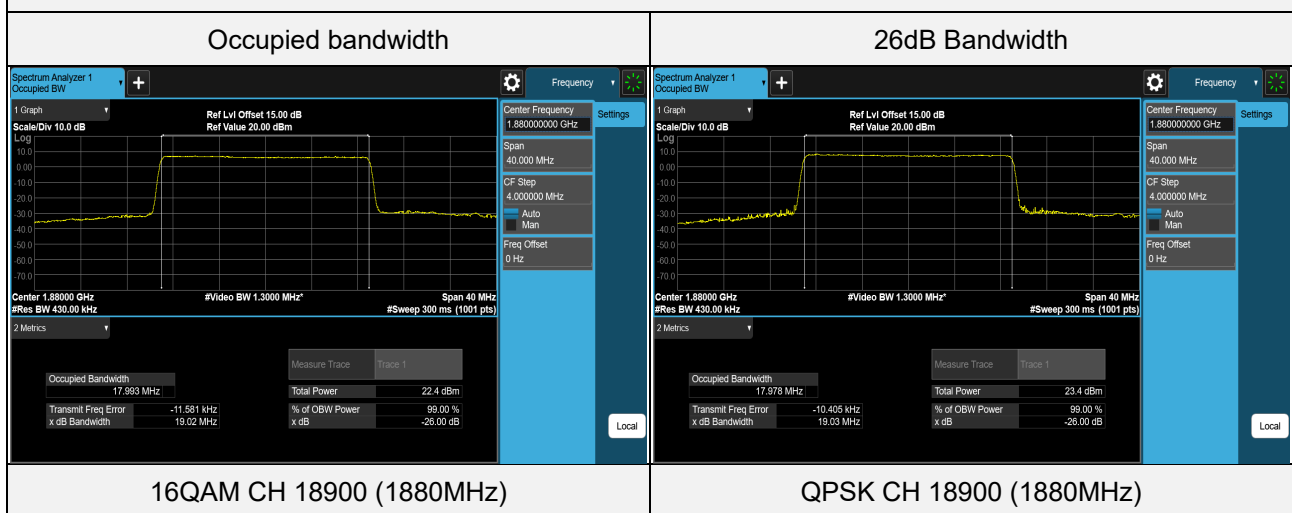 Occupied bandwidth
26dB Bandwidth
Spectrum Analyzer 1
Occupied BW
+
Frequency
1 Graph
Scale/Div 10.0 dB
Ref Lvl Offset 15.00 dB
Ref Value 20.00 dBm
Log
10.0
0.00
-10.0
-20.0
-30.0
-40.0
-50.0
-60.0
-70.0
Center 1.88000 GHz
#Res BW 430.00 kHz
#Video BW 1.3000 MHz*
Span 40 MHz
#Sweep 300 ms (1001 pts)
Center Frequency
1.880000000 GHz
Settings
Span
40.000 MHz
CF Step
4.000000 MHz
Auto
Man
Freq Offset
0 Hz
Local
2 Metrics
Measure Trace Trace 1
Occupied Bandwidth
17.993 MHz
Total Power 22.4 dBm
Transmit Freq Error -11.581 kHz
% of OBW Power 99.00 %
x dB Bandwidth 19.02 MHz
x dB -26.00 dB
Spectrum Analyzer 1
Occupied BW
+
Frequency
1 Graph
Scale/Div 10.0 dB
Ref Lvl Offset 15.00 dB
Ref Value 20.00 dBm
Log
10.0
0.00
-10.0
-20.0
-30.0
-40.0
-50.0
-60.0
-70.0
Center 1.88000 GHz
#Res BW 430.00 kHz
#Video BW 1.3000 MHz*
Span 40 MHz
#Sweep 300 ms (1001 pts)
Center Frequency
1.880000000 GHz
Settings
Span
40.000 MHz
CF Step
4.000000 MHz
Auto
Man
Freq Offset
0 Hz
Local
2 Metrics
Measure Trace Trace 1
Occupied Bandwidth
17.978 MHz
Total Power 23.4 dBm
Transmit Freq Error -10.405 kHz
% of OBW Power 99.00 %
x dB Bandwidth 19.03 MHz
x dB -26.00 dB
16QAM CH 18900 (1880MHz)
QPSK CH 18900 (1880MHz)